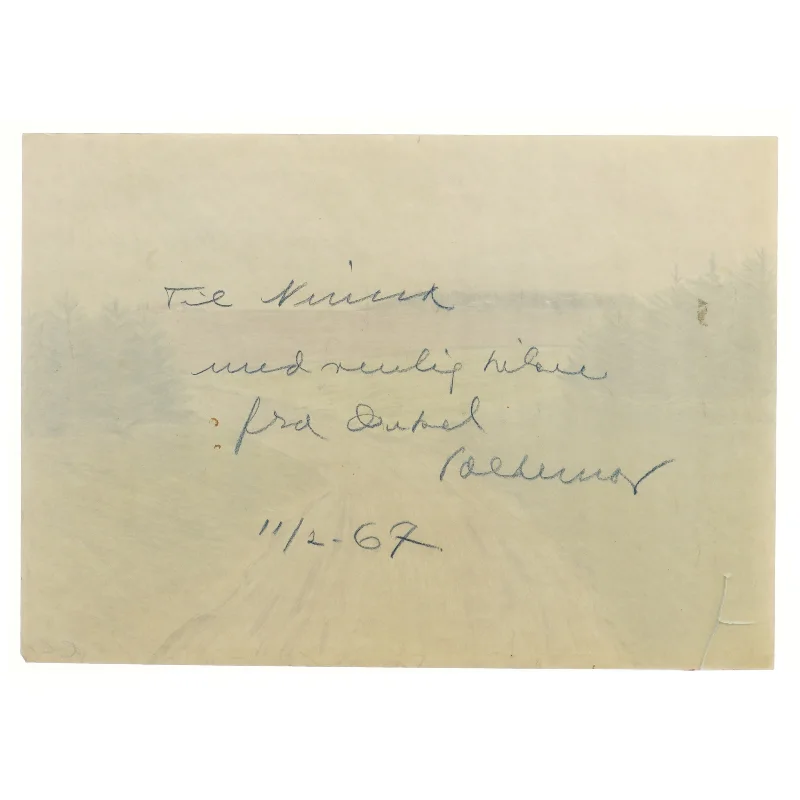 Til
med venlig hilsen
fra Onkel
Valdemar
11/2-67.